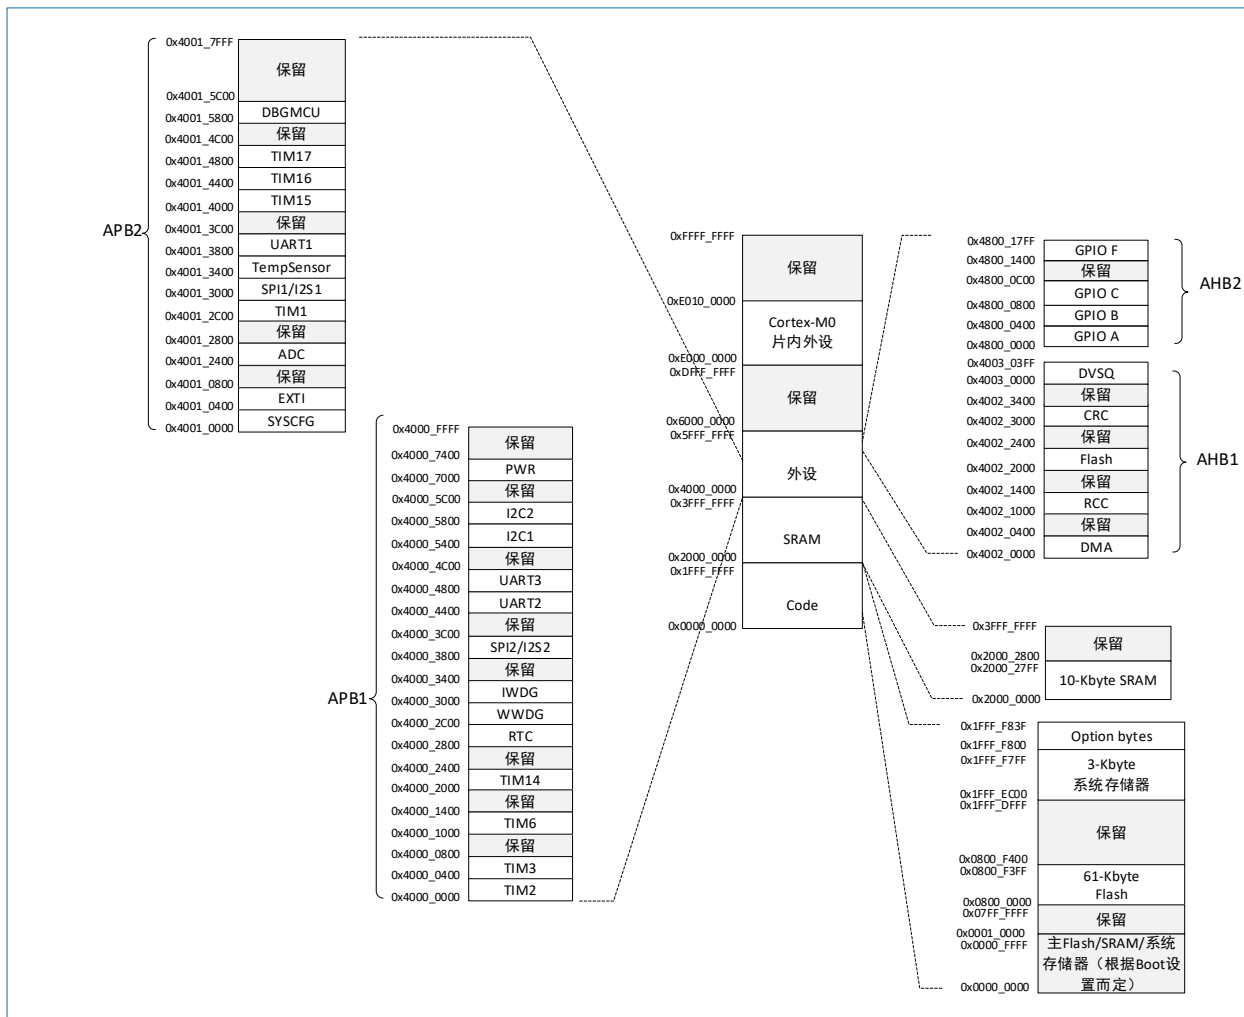 0x4001_7FFF
保留
0x4001_5C00
DBGMCU
0x4001_5800
保留
0x4001_4C00
TIM17
0x4001_4800
TIM16
0x4001_4400
TIM15
0x4001_4000
保留
0x4001_3C00
UART1
0x4001_3800
TempSensor
0x4001_3400
SPI1/I2S1
0x4001_3000
TIM1
0x4001_2C00
保留
0x4001_2800
ADC
0x4001_2400
保留
0x4001_0800
EXTI
0x4001_0400
SYSCFG
0x4001_0000
APB2
0x4000_FFFF
保留
0x4000_7400
PWR
0x4000_7000
保留
0x4000_5C00
I2C2
0x4000_5800
I2C1
0x4000_5400
保留
0x4000_4C00
UART3
0x4000_4800
UART2
0x4000_4400
保留
0x4000_3C00
SPI2/I2S2
0x4000_3800
保留
0x4000_3400
IWDG
0x4000_3000
WWDG
0x4000_2C00
RTC
0x4000_2800
保留
0x4000_2400
TIM14
0x4000_2000
保留
0x4000_1400
TIM6
0x4000_1000
保留
0x4000_0800
TIM3
0x4000_0400
TIM2
0x4000_0000
APB1
0xFFFF_FFFF
保留
0xE010_0000
Cortex-M0
片内外设
0xE000_0000
0xDFFF_FFFF
保留
0x6000_0000
0x5FFF_FFFF
外设
0x4000_0000
0x3FFF_FFFF
SRAM
0x2000_0000
0x1FFF_FFFF
Code
0x0000_0000
0x4800_17FF
GPIO F
0x4800_1400
保留
0x4800_0C00
GPIO C
0x4800_0800
GPIO B
0x4800_0400
GPIO A
0x4800_0000
AHB2
0x4003_03FF
DVSQ
0x4003_0000
保留
0x4002_3400
CRC
0x4002_3000
保留
0x4002_2400
Flash
0x4002_2000
保留
0x4002_1400
RCC
0x4002_1000
保留
0x4002_0400
DMA
0x4002_0000
AHB1
0x3FFF_FFFF
保留
0x2000_2800
0x2000_27FF
10-Kbyte SRAM
0x2000_0000
0x1FFF_F83F
Option bytes
0x1FFF_F800
0x1FFF_F7FF
3-Kbyte
系统存储器
0x1FFF_EC00
0x1FFF_DFFF
保留
0x0800_F400
0x0800_F3FF
61-Kbyte
Flash
0x0800_0000
0x07FF_FFFF
保留
0x0001_0000
0x0000_FFFF
主Flash/SRAM/系统
存储器（根据Boot设
置而定）
0x0000_0000